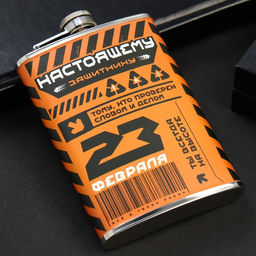 НАСТОЯЩЕМУ
ЗАЩИТНИКУ
ТОМУ, КТО ПРОВЕРЕН
СЛОВОМ И ДЕЛОМ
23
ФЕВРАЛЯ
ТЫ ВСЕГДА
НА ВЫСОТЕ